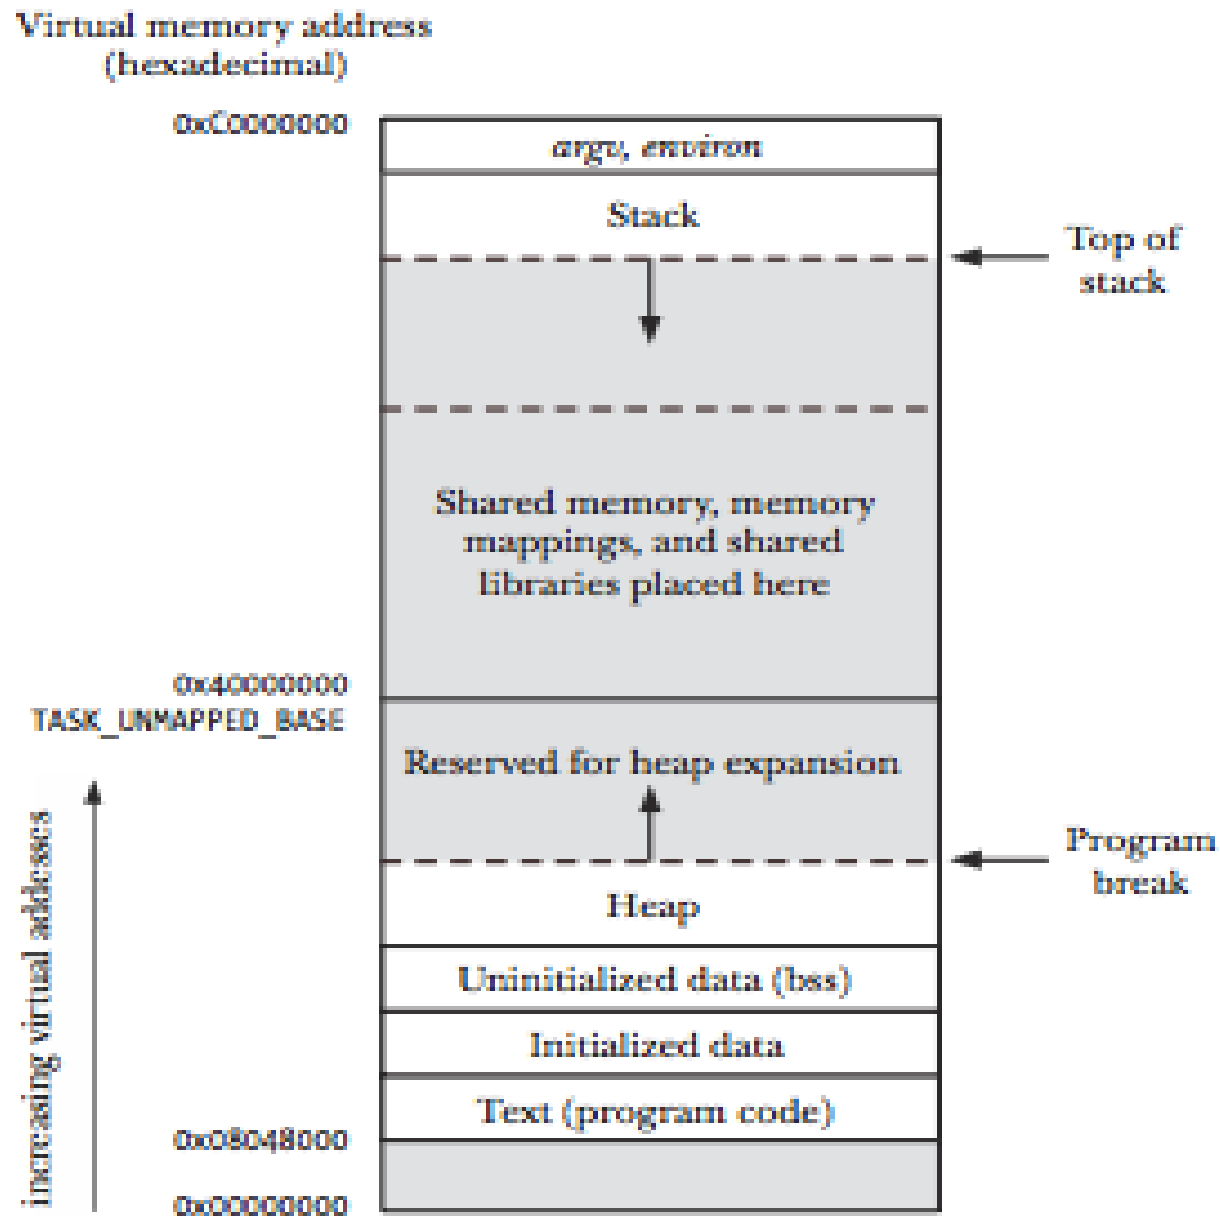 Virtual memory address
(hexadecimal)
0xC0000000
argv, environ
Stack
Top of
stack
Shared memory, memory
mappings, and shared
libraries placed here
0x40000000
TASK_UNMAPPED_BASE
Reserved for heap expansion
Program
break
Heap
Uninitialized data (bss)
Initialized data
Text (program code)
0x08048000
0x00000000
increasing virtual addesses